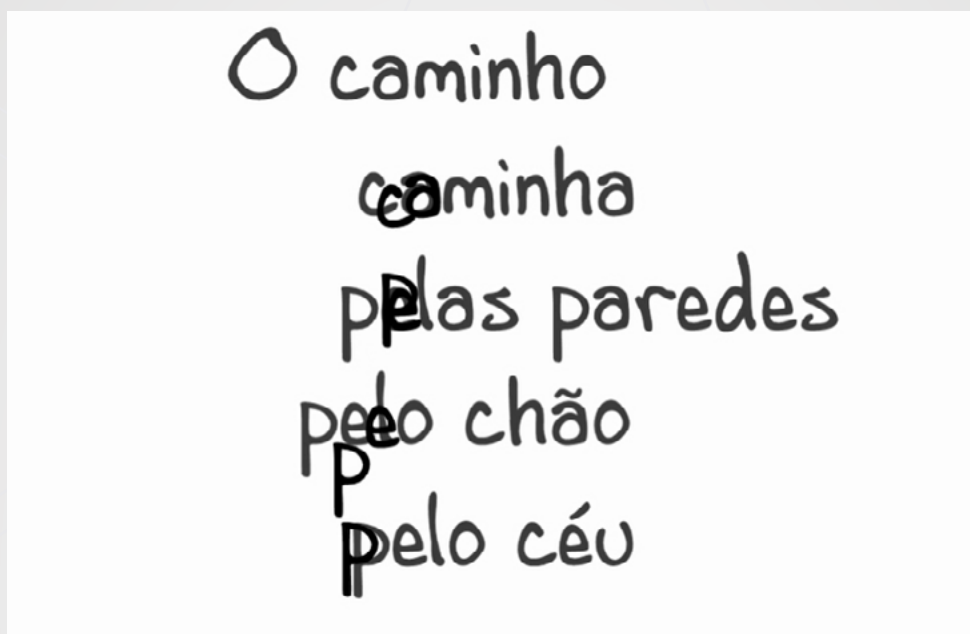 O caminho
caminha
pelas paredes
pelo chão
pelo céu